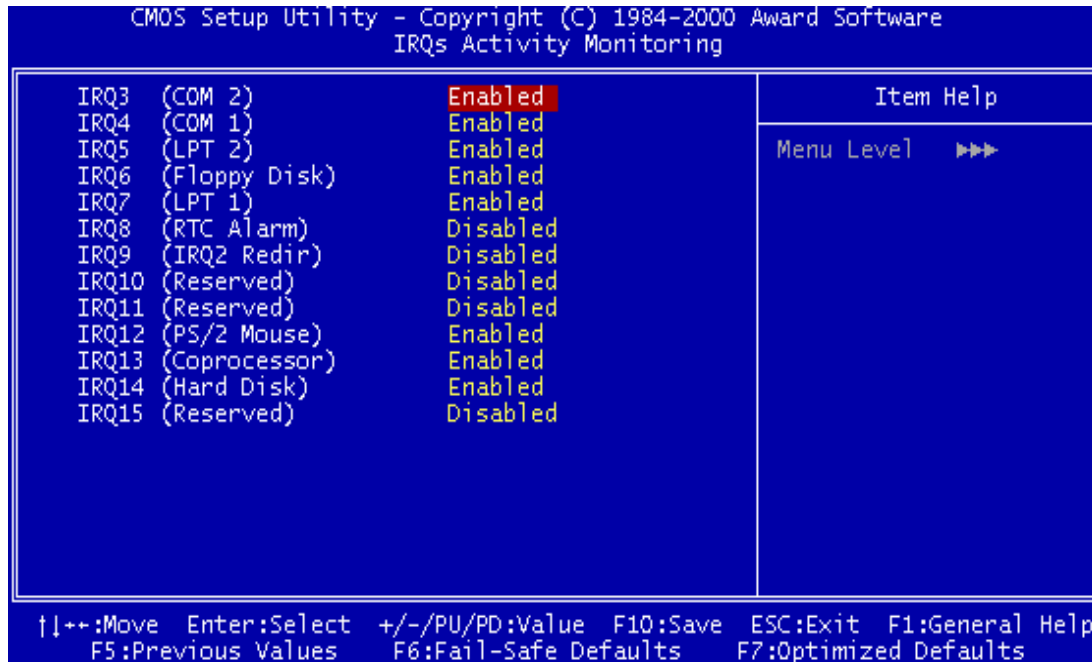 CMOS Setup Utility - Copyright (C) 1984-2000 Award Software
IRQs Activity Monitoring
IRQ3 (COM 2) Enabled
IRQ4 (COM 1) Enabled
IRQ5 (LPT 2) Enabled
IRQ6 (Floppy Disk) Enabled
IRQ7 (LPT 1) Enabled
IRQ8 (RTC Alarm) Disabled
IRQ9 (IRQ2 Redir) Disabled
IRQ10 (Reserved) Disabled
IRQ11 (Reserved) Disabled
IRQ12 (PS/2 Mouse) Enabled
IRQ13 (Coprocessor) Enabled
IRQ14 (Hard Disk) Enabled
IRQ15 (Reserved) Disabled
Item Help
Menu Level ►►►
↑↓++:Move Enter:Select +/-/PU/PD:Value F10:Save ESC:Exit F1:General Help
F5:Previous Values F6:Fail-Safe Defaults F7:Optimized Defaults